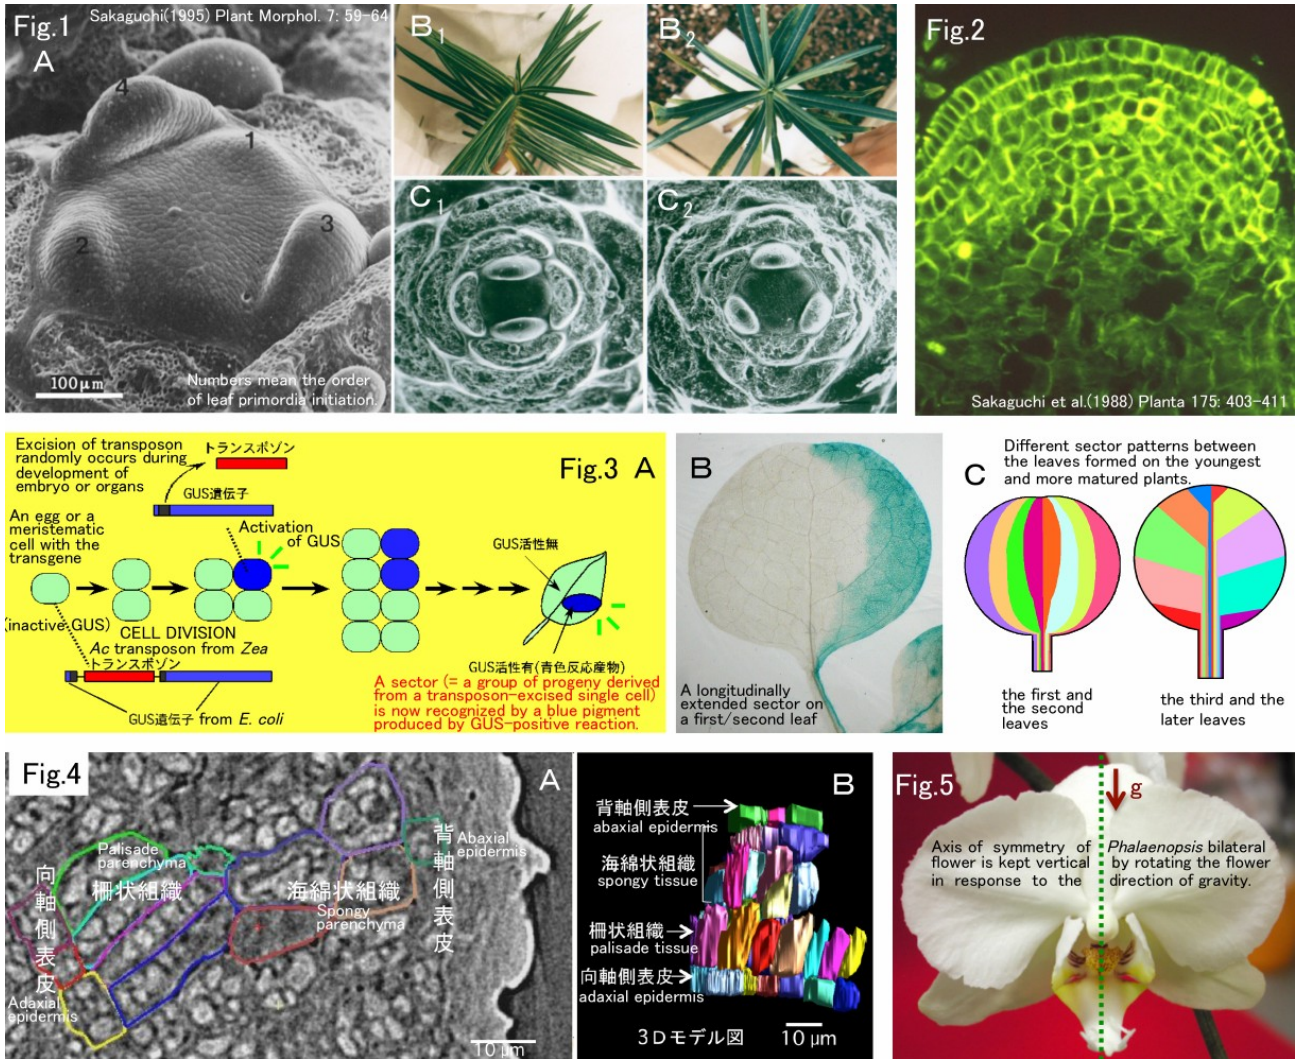 Fig.1
Sakaguchi(1995) Plant Morphol. 7: 59-64
A
4
1
2
3
100μm
Numbers mean the order
of leaf primordia initiation.
B1
B2
C1
C2
Fig.2
Sakaguchi et al.(1988) Planta 175: 403-411
Fig.3 A
Excision of transposon
randomly occurs during
development of
embryo or organs
トランスポゾン
GUS遺伝子
An egg or a
meristematic
cell with the
transgene
Activation
of GUS
(inactive GUS)
CELL DIVISION
Ac transposon from Zea
トランスポゾン
GUS遺伝子 from E. coli
GUS活性無
GUS活性有(青色反応産物)
A sector (= a group of progeny derived
from a transposon-excised single cell)
is now recognized by a blue pigment
produced by GUS-positive reaction.
B
A longitudinally
extended sector on
a first/second leaf
C
Different sector patterns between
the leaves formed on the youngest
and more matured plants.
the first and
the second
leaves
the third and the
later leaves
Fig.4
A
向軸側表皮
Adaxial
epidermis
Palisade
parenchyma
柵状組織
海綿状組織
Spongy
parenchyma
背軸側表皮
Abaxial
epidermis
10 μm
B
背軸側表皮
abaxial epidermis
海綿状組織
spongy tissue
柵状組織
palisade tissue
向軸側表皮
adaxial epidermis
3Dモデル図
10 μm
Fig.5
g
Axis of symmetry of Phalaenopsis bilateral
flower is kept vertical by rotating the flower
in response to the direction of gravity.